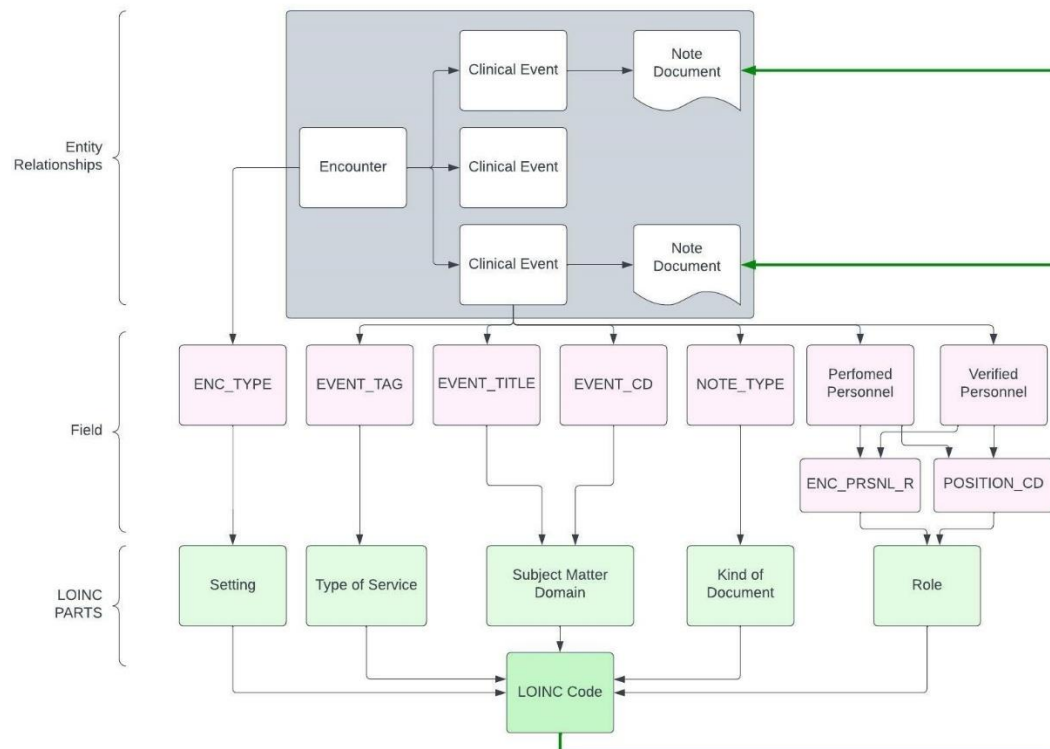 Clinical Event
Note
Document
Entity
Relationships
Encounter
Clinical Event
Clinical Event
Note
Document
Field
ENC_TYPE
EVENT_TAG
EVENT_TITLE
EVENT_CD
NOTE_TYPE
Perfomed
Personnel
Verified
Personnel
ENC_PRSNL_R
POSITION_CD
LOINC
PARTS
Setting
Type of Service
Subject Matter
Domain
Kind of
Document
Role
LOINC Code